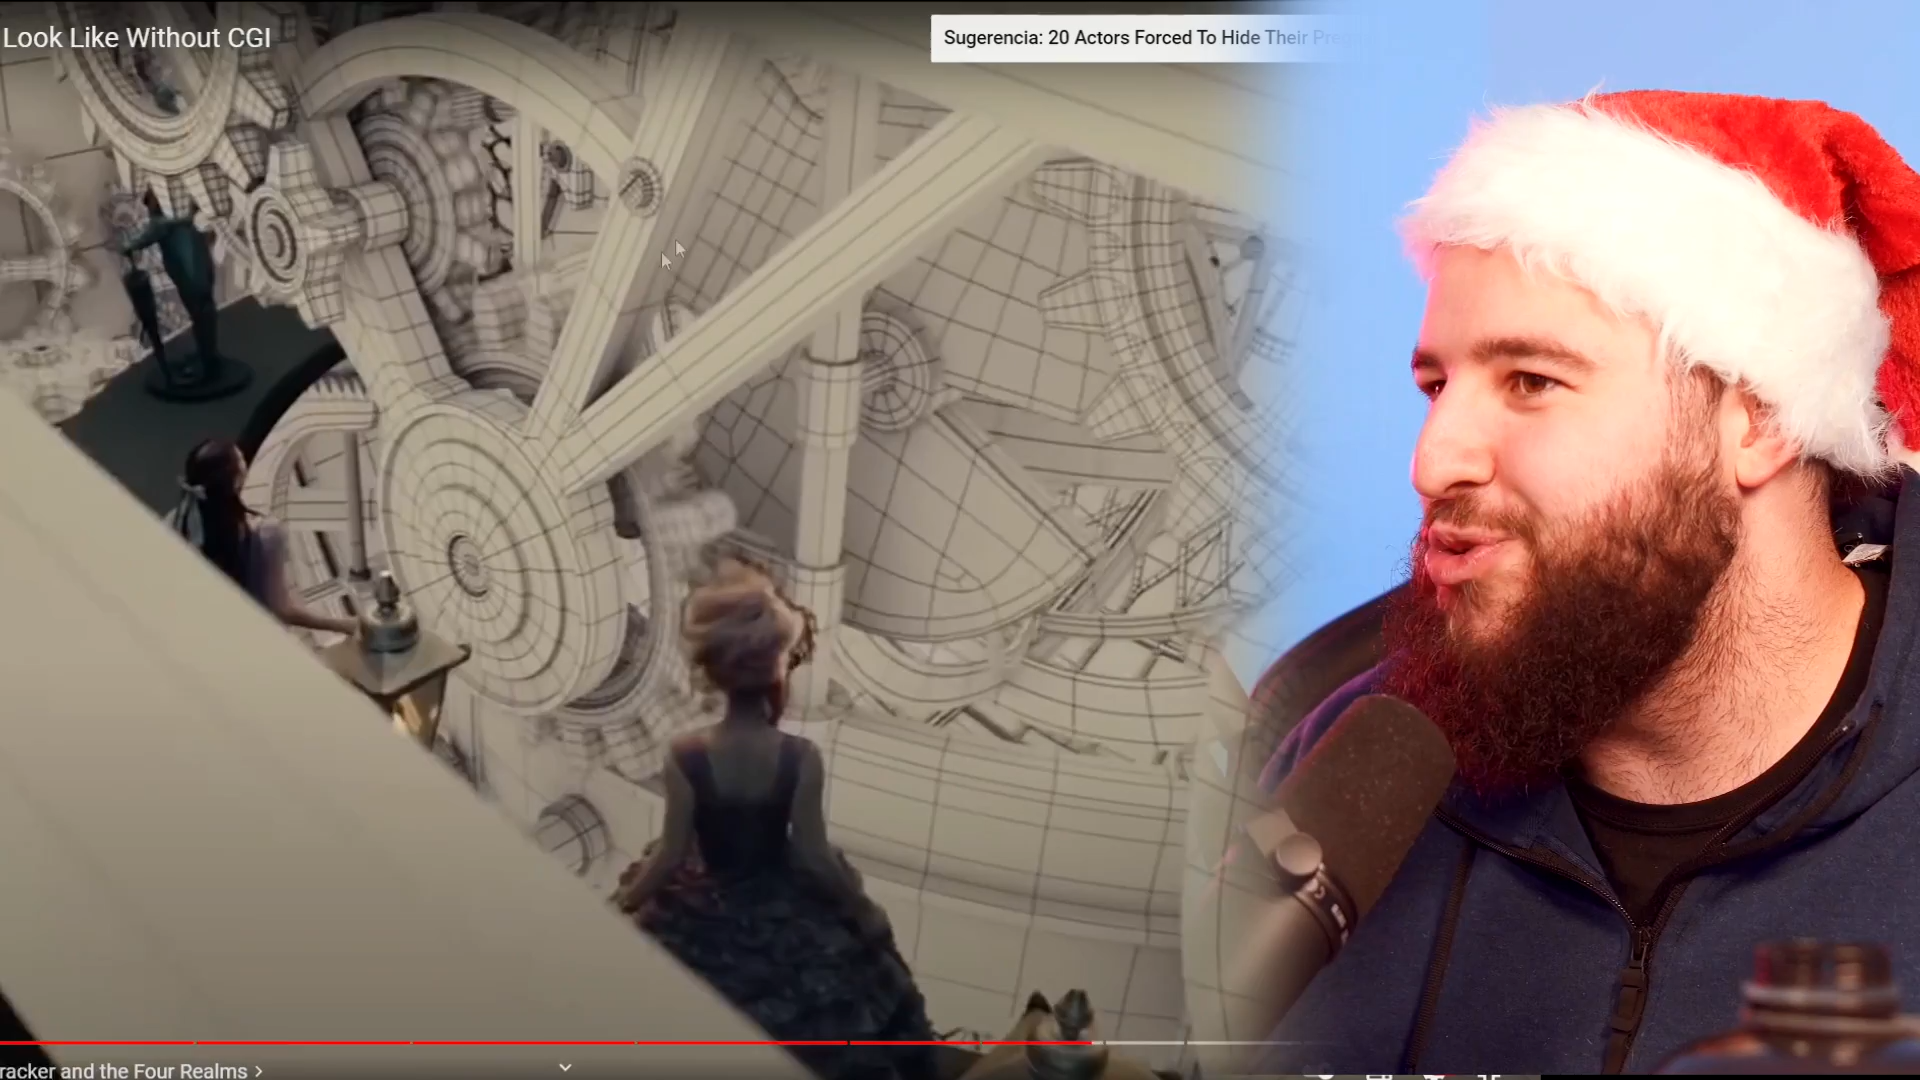 Look Like Without CGI
Sugerencia: 20 Actors Forced To Hide Their
racker and the Four Realms